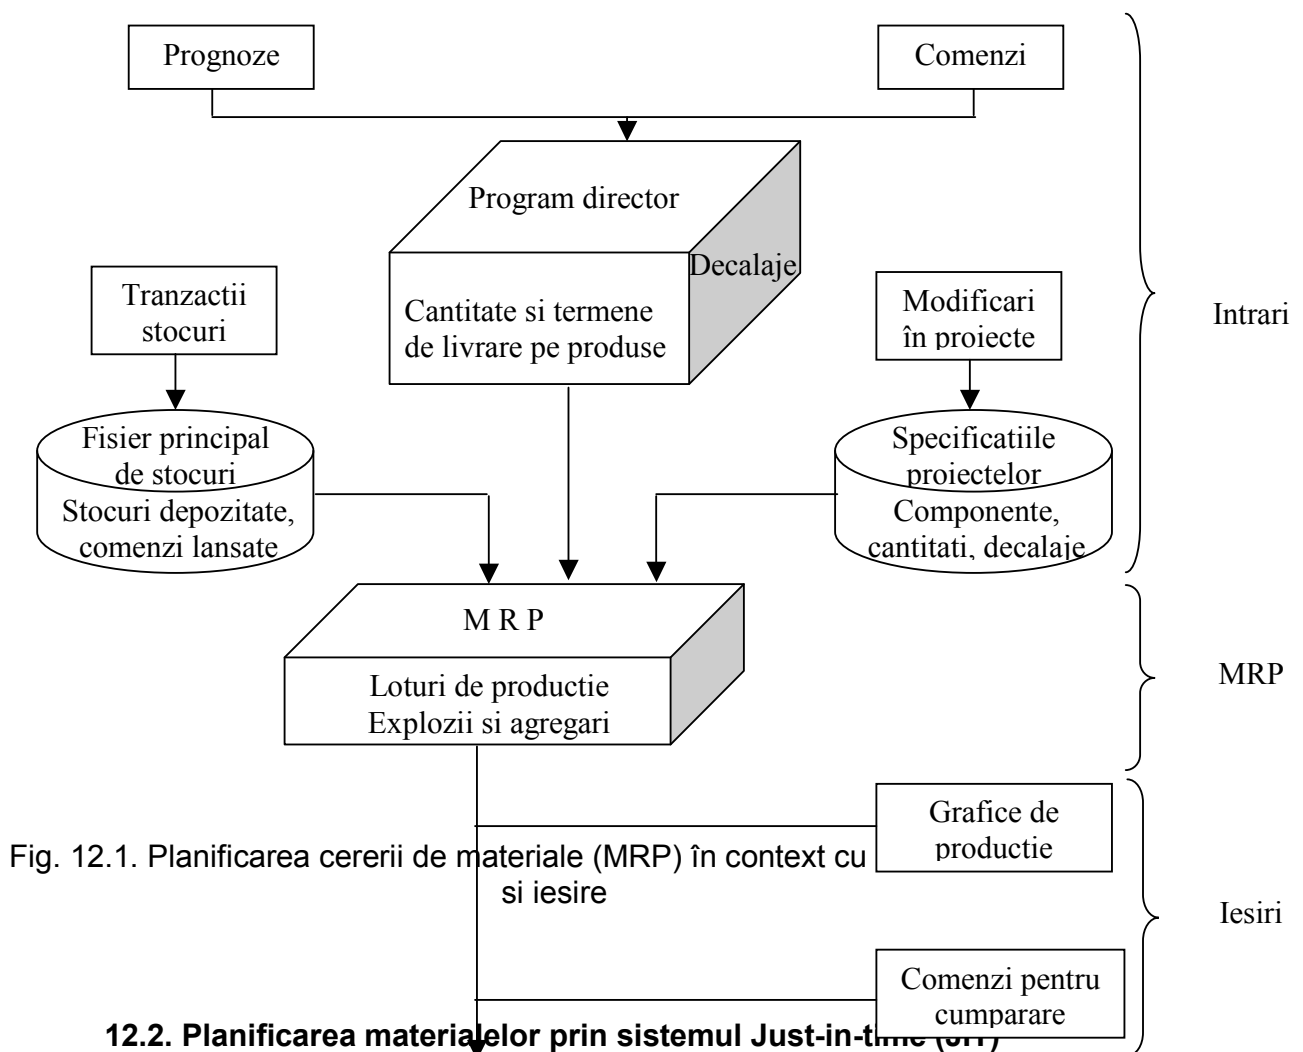 Prognoze
Comenzi
Program director
Decalaje
Cantitate si termene
de livrare pe produse
Tranzactii
stocuri
Modificari
în proiecte
Intrari
Fisier principal
de stocuri
Stocuri depozitate,
comenzi lansate
Specificatiile
proiectelor
Componente,
cantitati, decalaje
M R P
Loturi de productie
Explozii si agregari
MRP
Grafice de
productie
Fig. 12.1. Planificarea cererii de materiale (MRP) în context cu
si iesire
Iesiri
Comenzi pentru
cumparare
12.2. Planificarea materialelor prin sistemul Just-in-time (JIT)